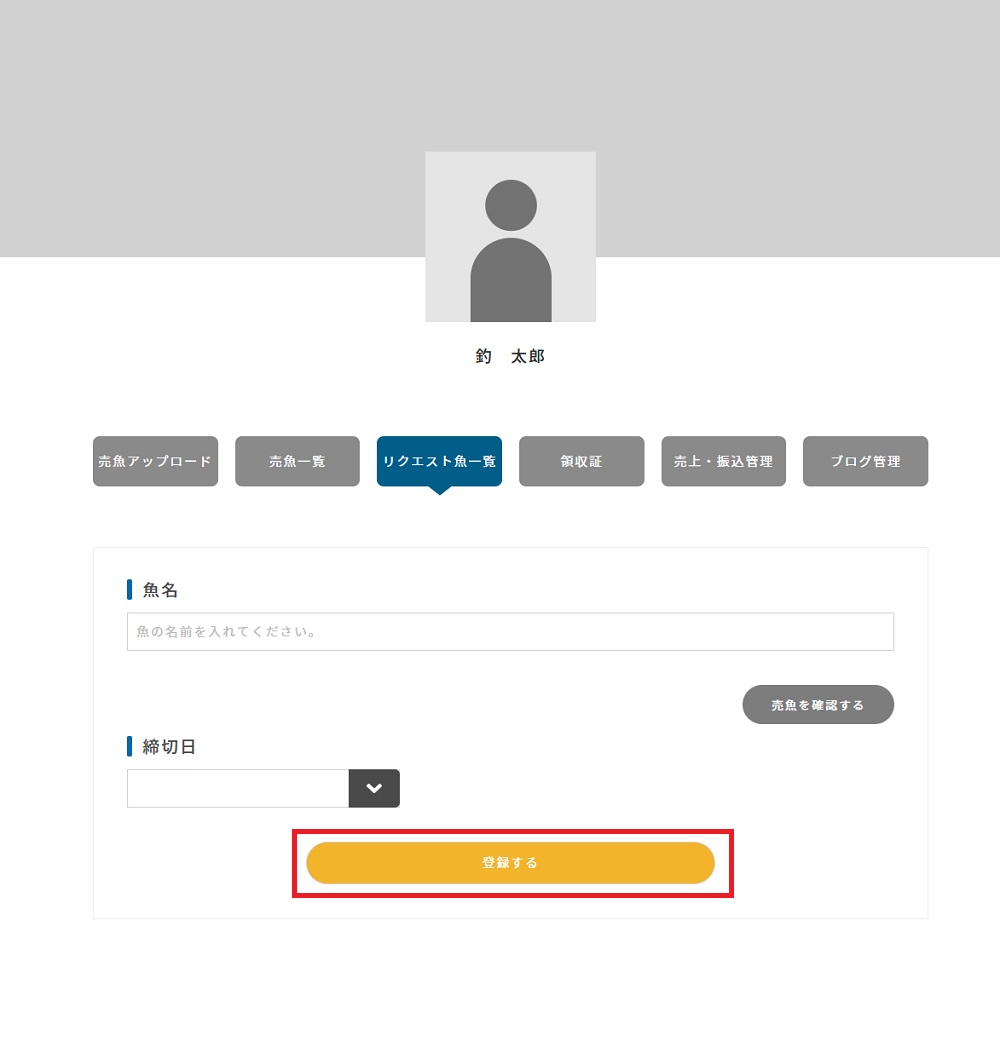 釣　太郎
売魚アップロード
売魚一覧
リクエスト魚一覧
領収証
売上・振込管理
ブログ管理
魚名
魚の名前を入れてください。
売魚を確認する
締切日
登録する